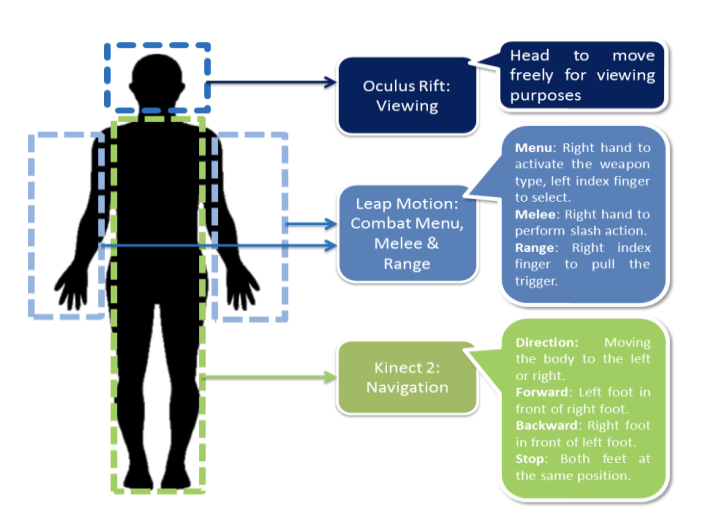 Oculus Rift:
Viewing
Head to move
freely for viewing
purposes
Leap Motion:
Combat Menu,
Melee &
Range
Menu: Right hand to
activate the weapon
type, left index finger
to select.
Melee: Right hand to
perform slash action.
Range: Right index
finger to pull the
trigger.
Kinect 2:
Navigation
Direction: Moving
the body to the left
or right.
Forward: Left foot in
front of right foot.
Backward: Right foot
in front of left foot.
Stop: Both feet at
the same position.